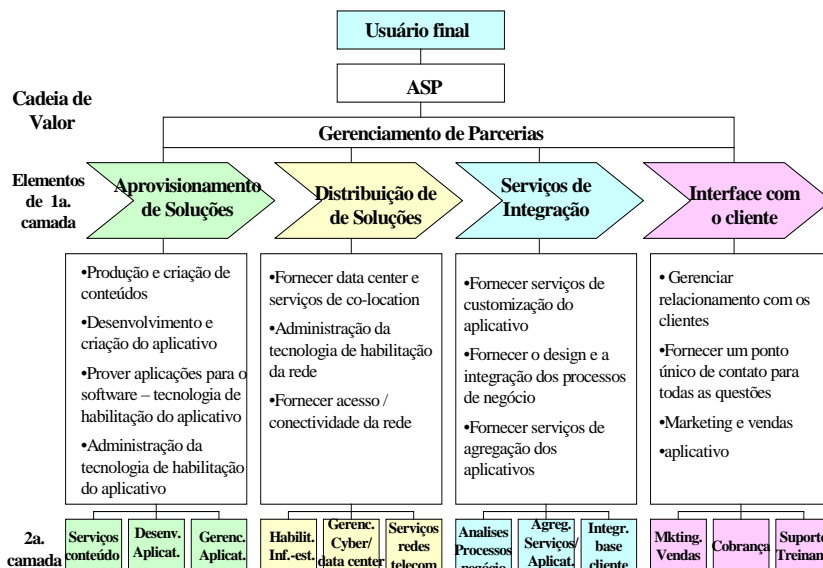 Usuário final
ASP
Cadeia de
Valor
Gerenciamento de Parcerias
Elementos
de 1a.
camada
Aprovisionamento
de Soluções
Distribuição de
de Soluções
Serviços de
Integração
Interface com
o cliente
•Produção e criação de
conteúdos
•Desenvolvimento e
criação do aplicativo
•Prover aplicações para o
software – tecnologia de
habilitação do aplicativo
•Administração da
tecnologia de habilitação
do aplicativo
•Fornecer data center e
serviços de co-location
•Administração da
tecnologia de habilitação
da rede
•Fornecer acesso /
conectividade da rede
•Fornecer serviços de
customização do
aplicativo
•Fornecer o design e a
integração dos processos
de negócio
•Fornecer serviços de
agregação dos
aplicativos
• Gerenciar
relacionamento com os
clientes
•Fornecer um ponto
único de contato para
todas as questões
•Marketing e vendas
•aplicativo
2a.
camada
Serviços
conteúdo
Desenv.
Aplicat.
Gerenc.
Aplicat.
Habilit.
Inf.-est.
Gerenc.
Cyber/
data center
Serviços
redes
telecom
Analises
Processos
negócio
Agreg.
Serviços/
Aplicat.
Integr.
base
cliente
Mkting.
Vendas
Cobrança
Suporte
Treinam